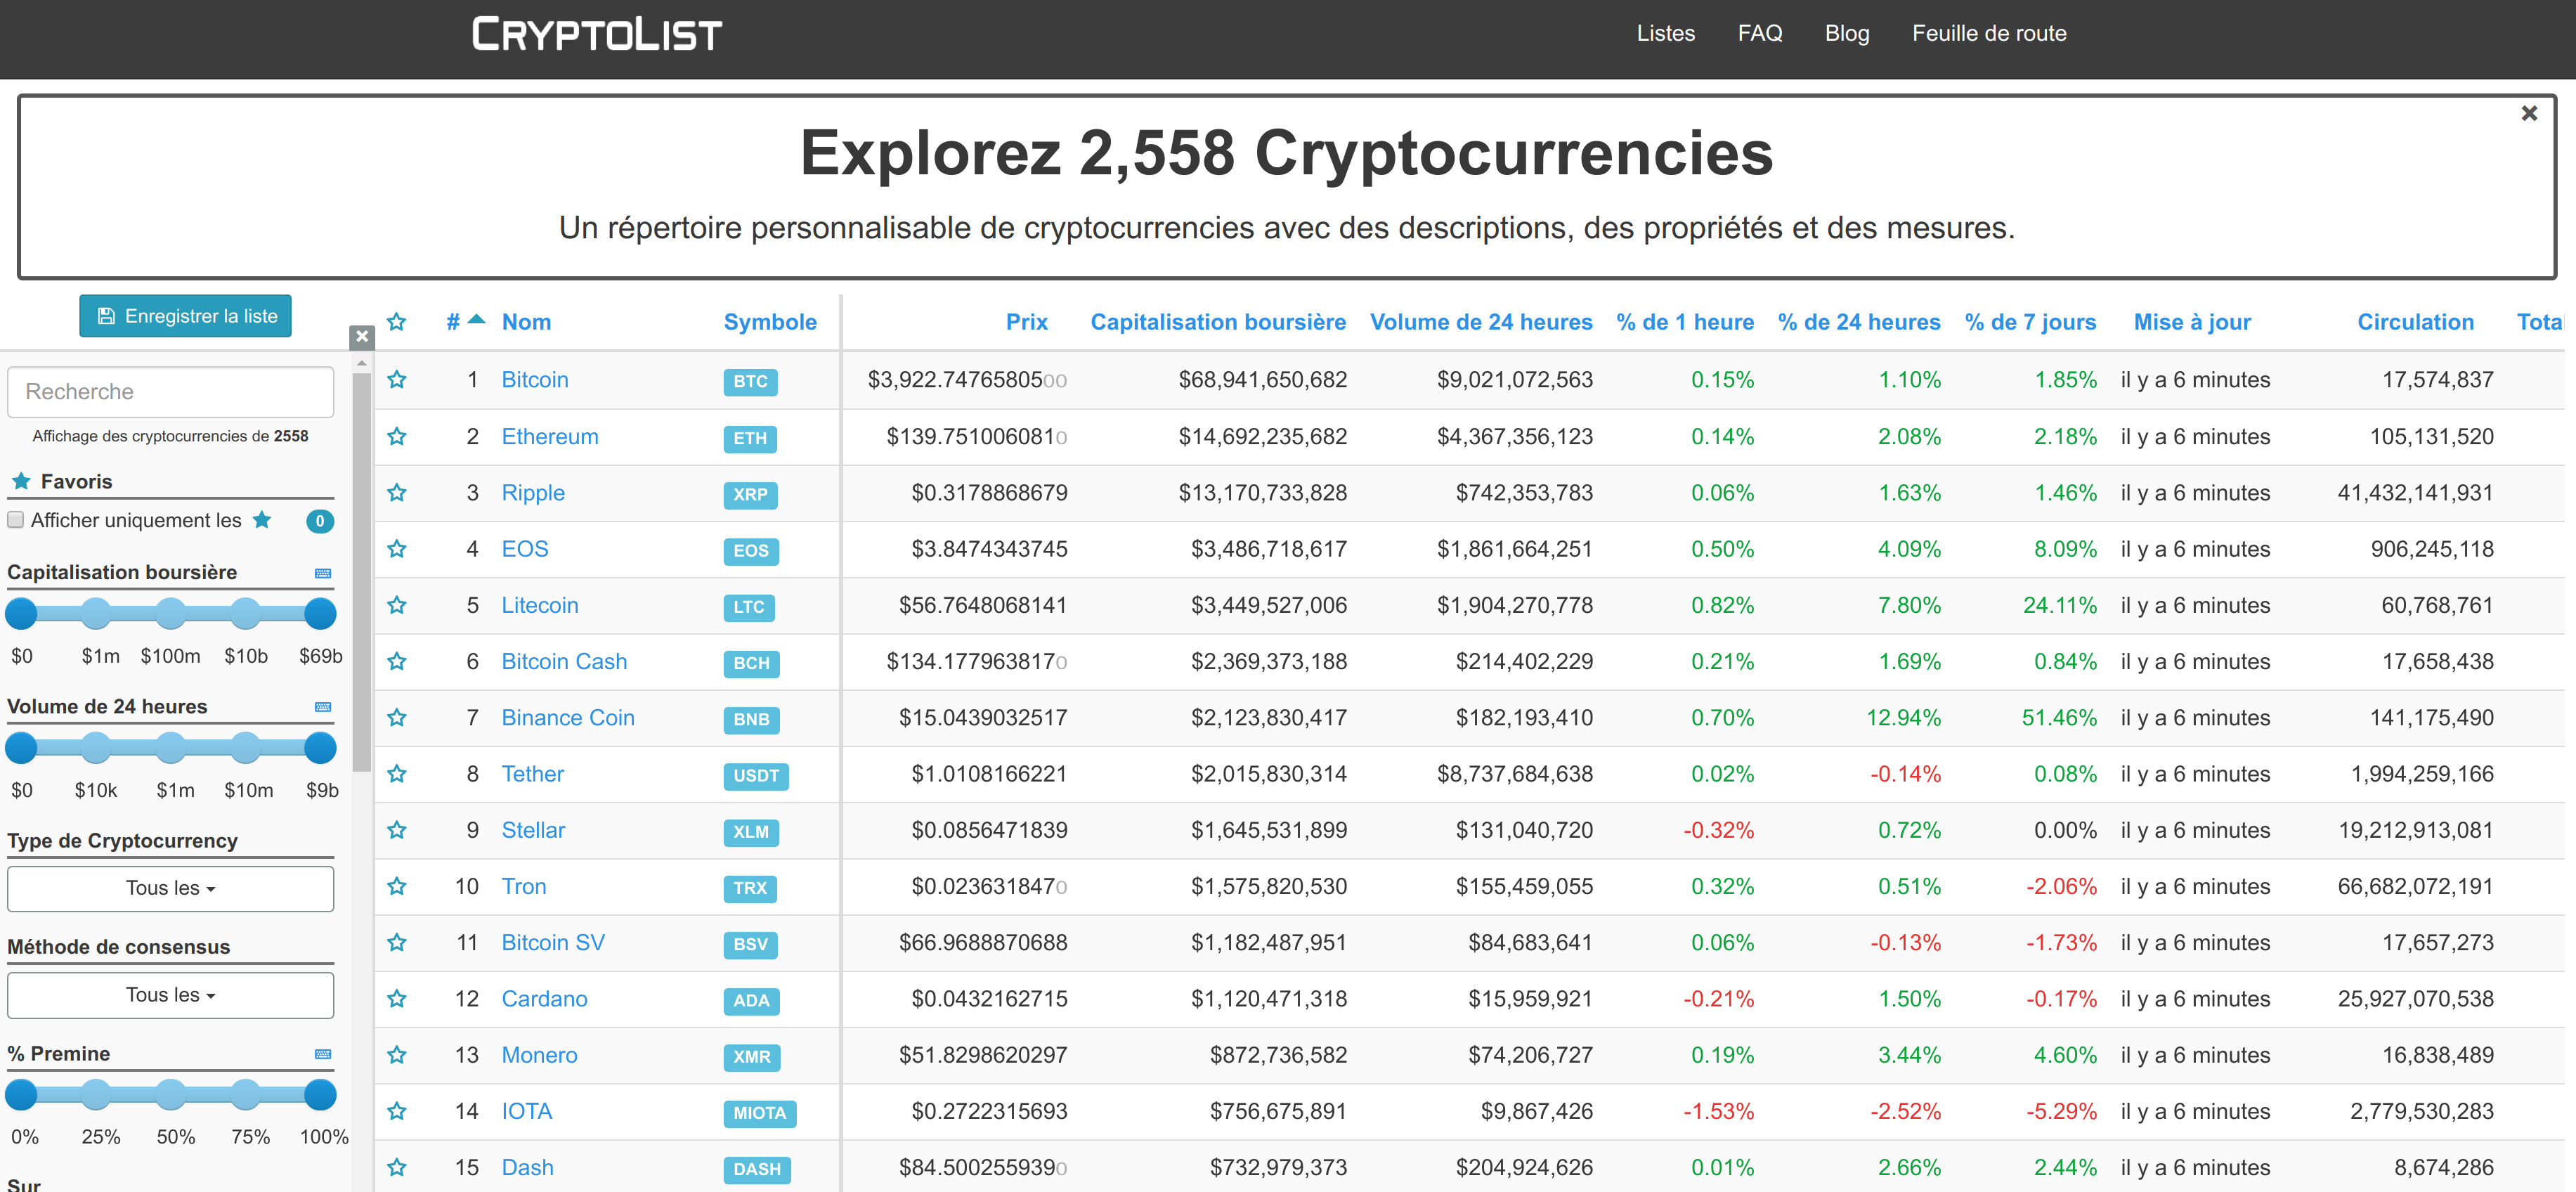 CRYPTOLIST
Listes FAQ Blog Feuille de route
Explorez 2,558 Cryptocurrencies
Un répertoire personnalisable de cryptocurrencies avec des descriptions, des propriétés et des mesures.
Enregistrer la liste
Recherche
Affichage des cryptocurrencies de 2558
Favoris
Afficher uniquement les 0
Capitalisation boursière
$0 $1m $100m $10b $69b
Volume de 24 heures
$0 $10k $1m $10m $9b
Type de Cryptocurrency
Tous les
Méthode de consensus
Tous les
% Premine
0% 25% 50% 75% 100%
Sur
# Nom Symbole Prix Capitalisation boursière Volume de 24 heures % de 1 heure % de 24 heures % de 7 jours Mise à jour Circulation
1 Bitcoin BTC $3,922.7476580500 $68,941,650,682 $9,021,072,563 0.15% 1.10% 1.85% il y a 6 minutes 17,574,837
2 Ethereum ETH $139.7510060810 $14,692,235,682 $4,367,356,123 0.14% 2.08% 2.18% il y a 6 minutes 105,131,520
3 Ripple XRP $0.3178868679 $13,170,733,828 $742,353,783 0.06% 1.63% 1.46% il y a 6 minutes 41,432,141,931
4 EOS EOS $3.8474343745 $3,486,718,617 $1,861,664,251 0.50% 4.09% 8.09% il y a 6 minutes 906,245,118
5 Litecoin LTC $56.7648068141 $3,449,527,006 $1,904,270,778 0.82% 7.80% 24.11% il y a 6 minutes 60,768,761
6 Bitcoin Cash BCH $134.1779638170 $2,369,373,188 $214,402,229 0.21% 1.69% 0.84% il y a 6 minutes 17,658,438
7 Binance Coin BNB $15.0439032517 $2,123,830,417 $182,193,410 0.70% 12.94% 51.46% il y a 6 minutes 141,175,490
8 Tether USDT $1.0108166221 $2,015,830,314 $8,737,684,638 0.02% -0.14% 0.08% il y a 6 minutes 1,994,259,166
9 Stellar XLM $0.0856471839 $1,645,531,899 $131,040,720 -0.32% 0.72% 0.00% il y a 6 minutes 19,212,913,081
10 Tron TRX $0.0236318470 $1,575,820,530 $155,459,055 0.32% 0.51% -2.06% il y a 6 minutes 66,682,072,191
11 Bitcoin SV BSV $66.9688870688 $1,182,487,951 $84,683,641 0.06% -0.13% -1.73% il y a 6 minutes 17,657,273
12 Cardano ADA $0.0432162715 $1,120,471,318 $15,959,921 -0.21% 1.50% -0.17% il y a 6 minutes 25,927,070,538
13 Monero XMR $51.8298620297 $872,736,582 $74,206,727 0.19% 3.44% 4.60% il y a 6 minutes 16,838,489
14 IOTA MIOTA $0.2722315693 $756,675,891 $9,867,426 -1.53% -2.52% -5.29% il y a 6 minutes 2,779,530,283
15 Dash DASH $84.5002559390 $732,979,373 $204,924,626 0.01% 2.66% 2.44% il y a 6 minutes 8,674,286